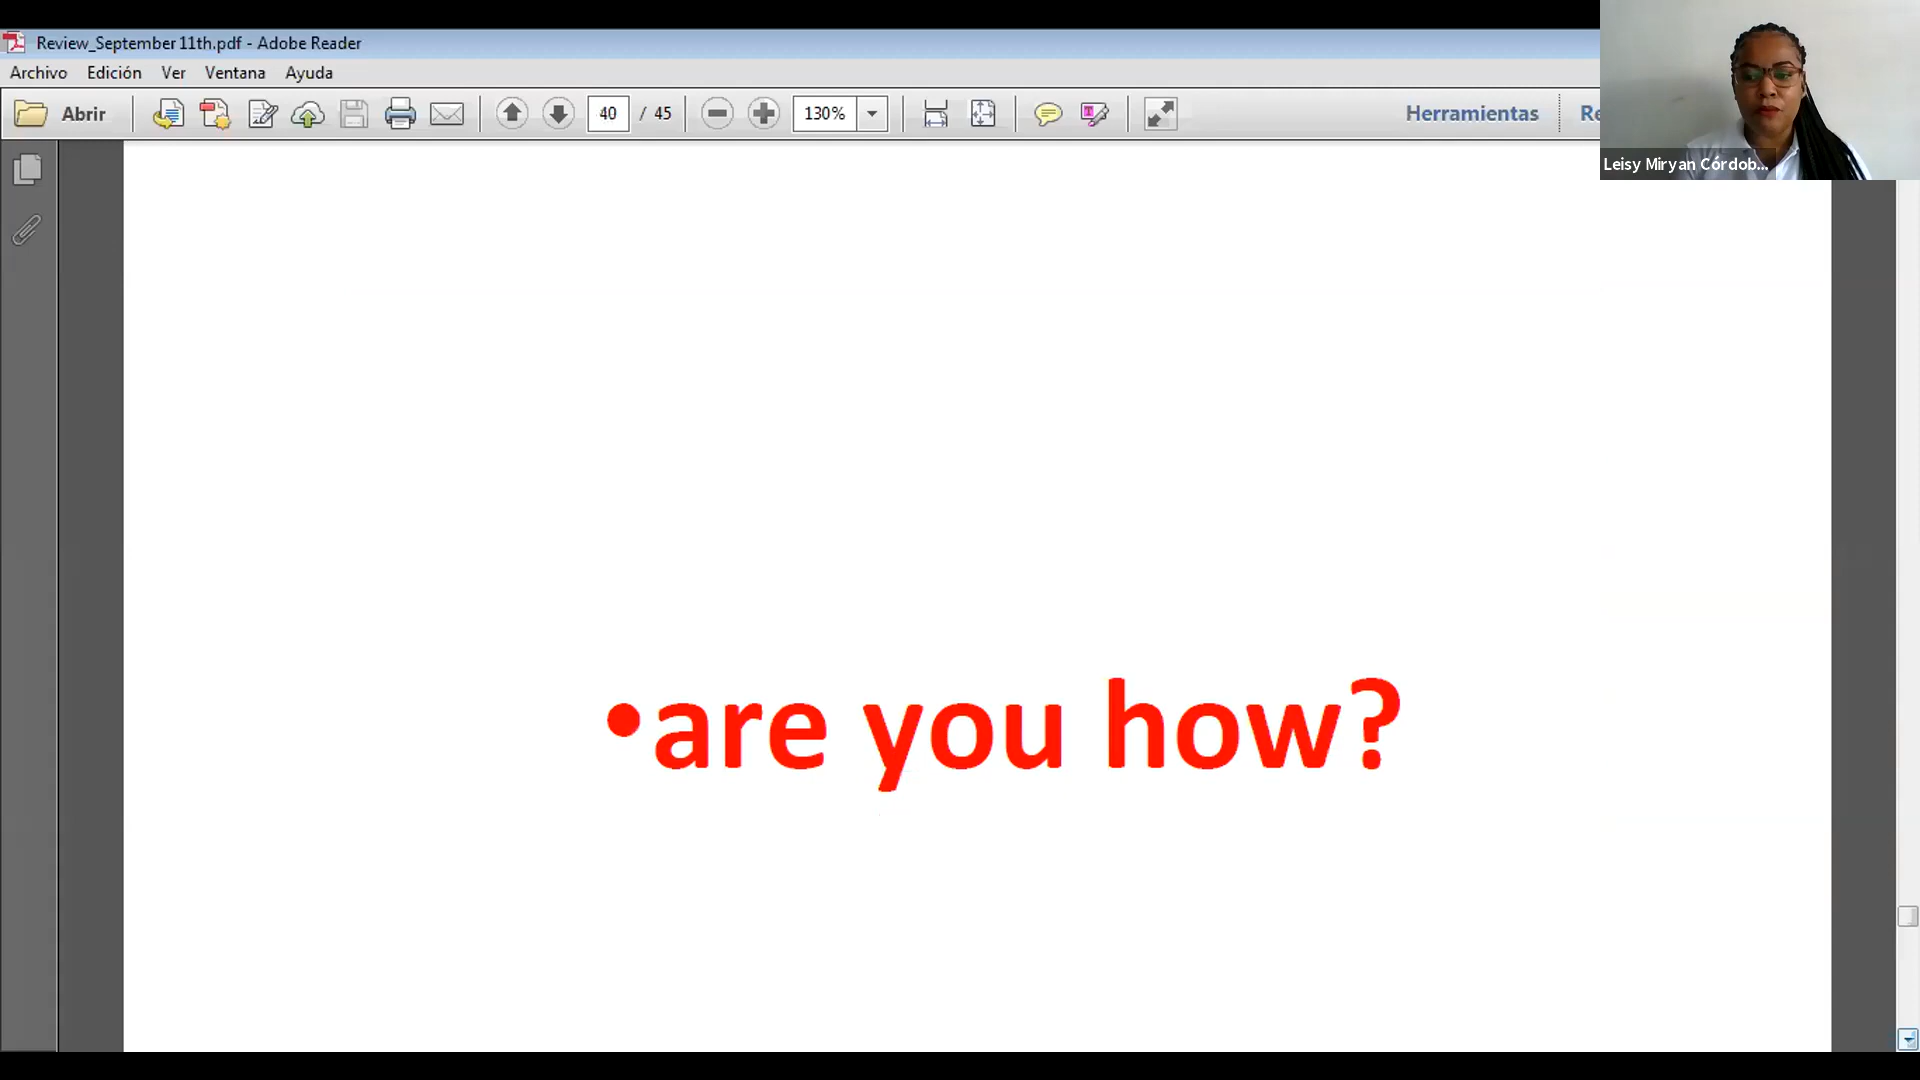 Review_September 11th.pdf - Adobe Reader
Archivo Edición Ver Ventana Ayuda
Abrir 40 / 45 130% Herramientas
Leisy Miryan Córdob...
•are you how?